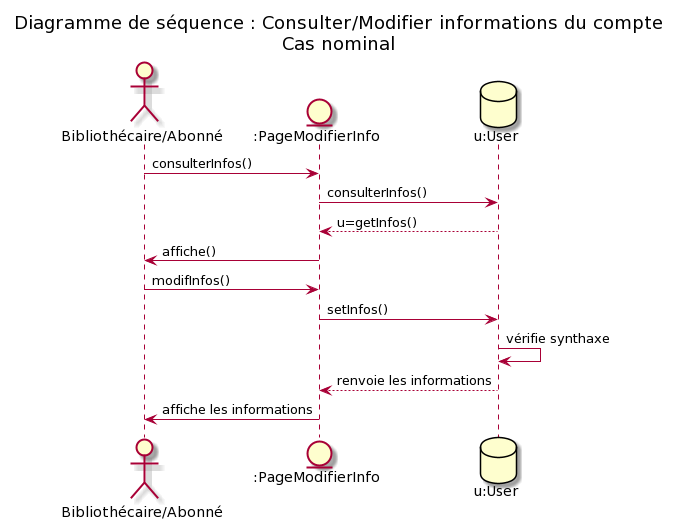 Diagramme de séquence : Consulter/Modifier informations du compte
Cas nominal
Bibliothécaire/Abonné
:PageModifierInfo
u:User
consulterInfos()
consulterInfos()
u=getInfos()
affiche()
modifInfos()
setInfos()
vérifie synthaxe
renvoie les informations
affiche les informations
Bibliothécaire/Abonné
:PageModifierInfo
u:User